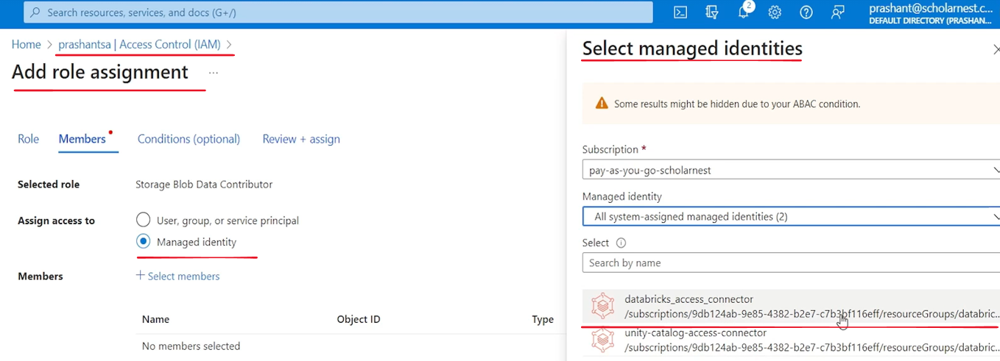 Search resources, services, and docs (G+/)
2
prashant@scholarnest.c...
DEFAULT DIRECTORY (PRASHAN...
Home > prashantsa | Access Control (IAM) >
Add role assignment ...
Role Members Conditions (optional) Review + assign
Selected role Storage Blob Data Contributor
Assign access to User, group, or service principal
Managed identity
Members + Select members
Name Object ID Type
No members selected
Select managed identities
Some results might be hidden due to your ABAC condition.
Subscription *
pay-as-you-go-scholarnest
Managed identity
All system-assigned managed identities (2)
Select
Search by name
databricks_access_connector
/subscriptions/9db124ab-9e85-4382-b2e7-c7b3bf116eff/resourceGroups/databric...
unity-catalog-access-connector
/subscriptions/9db124ab-9e85-4382-b2e7-c7b3bf116eff/resourceGroups/databric...